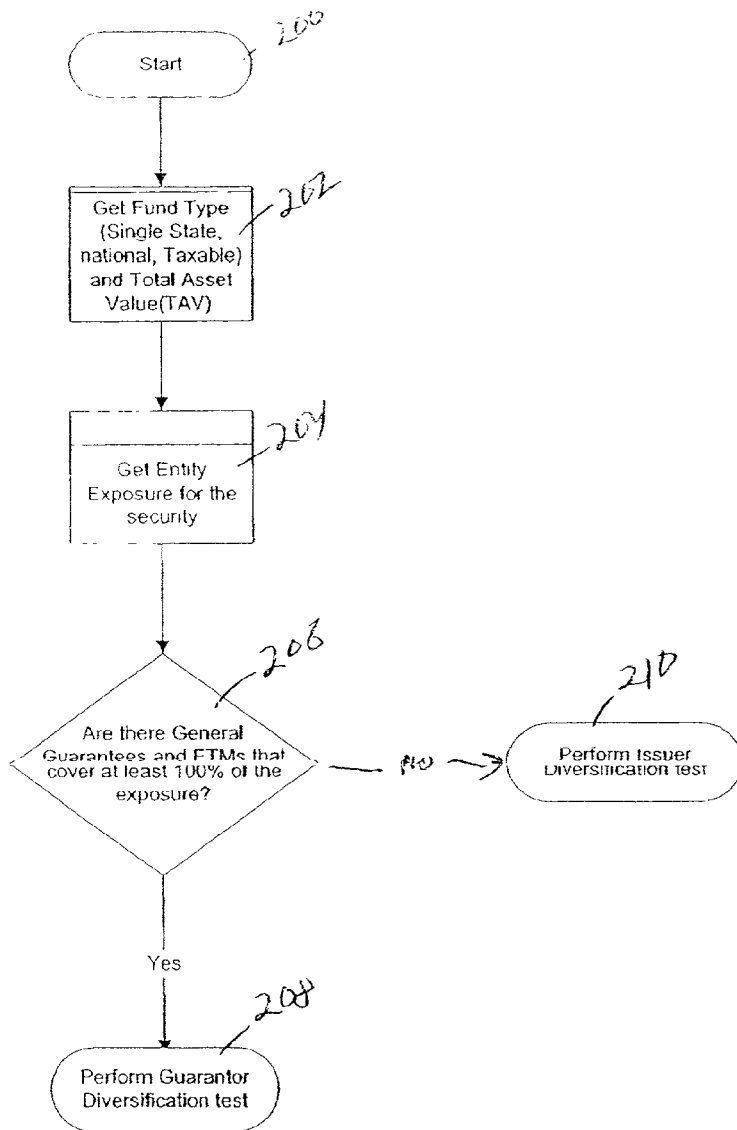 200
Start
202
Get Fund Type
(Single State,
national, Taxable)
and Total Asset
Value(TAV)
204
Get Entity
Exposure for the
security
206
Are there General
Guarantees and ETMs that
cover at least 100% of the
exposure?
NO
210
Perform Issuer
Diversification test
Yes
208
Perform Guarantor
Diversification test